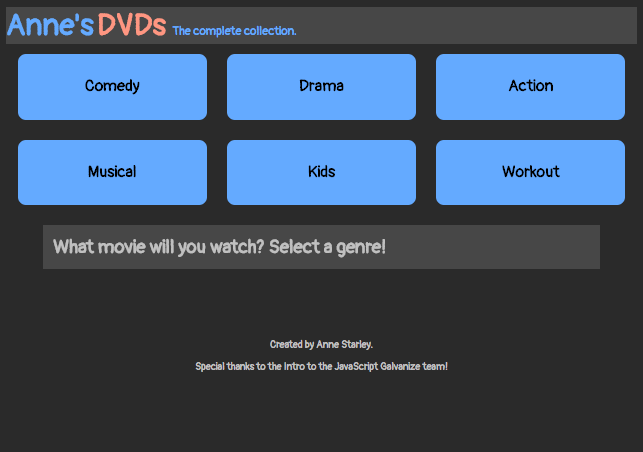 Anne's DVDs The complete collection.
Comedy Drama Action
Musical Kids Workout
What movie will you watch? Select a genre!
Created by Anne Starley.
Special thanks to the Intro to the JavaScript Galvanize team!